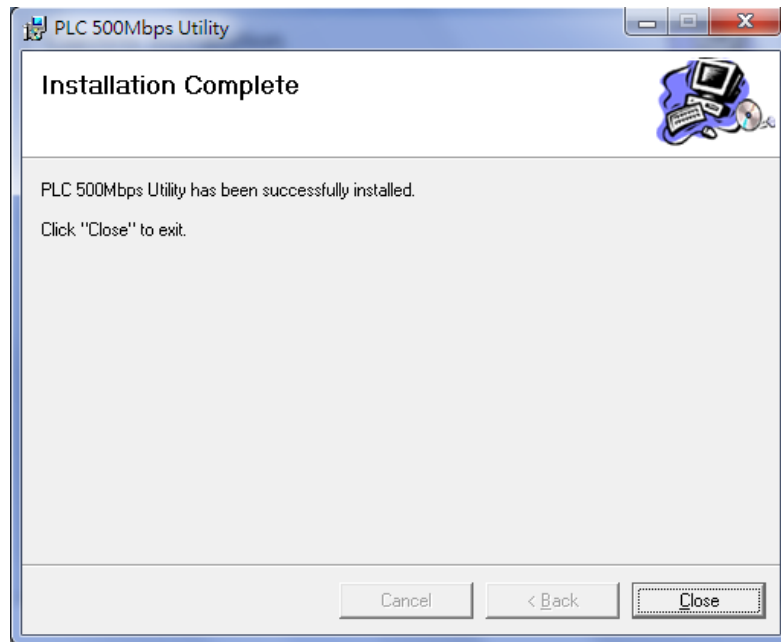 PLC 500Mbps Utility
Installation Complete
PLC 500Mbps Utility has been successfully installed.
Click "Close" to exit.
Cancel
< Back
Close